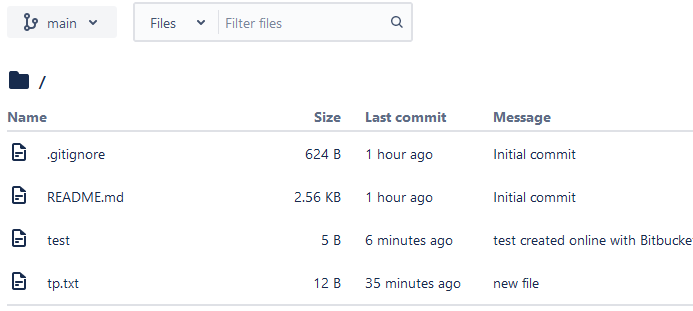 main Files Filter files
/
Name Size Last commit Message
.gitignore 624 B 1 hour ago Initial commit
README.md 2.56 KB 1 hour ago Initial commit
test 5 B 6 minutes ago test created online with Bitbucket
tp.txt 12 B 35 minutes ago new file